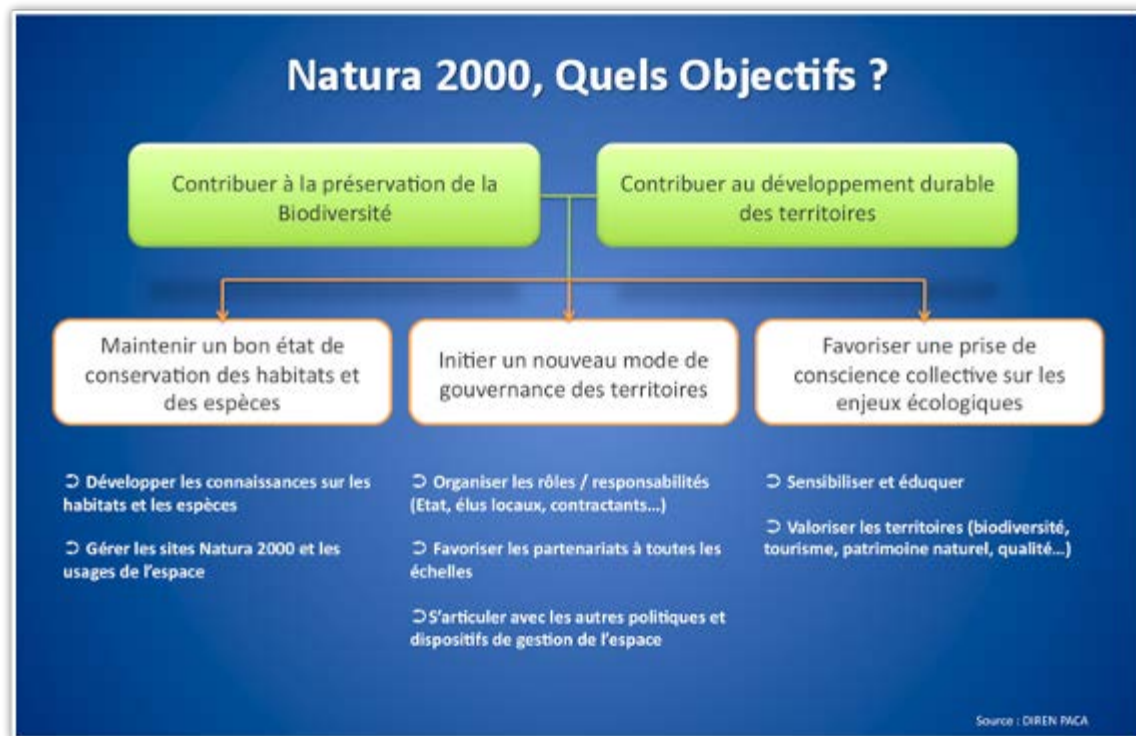 Natura 2000, Quels Objectifs ?
Contribuer à la préservation de la
Biodiversité
Contribuer au développement durable
des territoires
Maintenir un bon état de
conservation des habitats et
des espèces
Initier un nouveau mode de
gouvernance des territoires
Favoriser une prise de
conscience collective sur les
enjeux écologiques
⊃ Développer les connaissances sur les
habitats et les espèces
⊃ Gérer les sites Natura 2000 et les
usages de l'espace
⊃ Organiser les rôles / responsabilités
(Etat, élus locaux, contractants...)
⊃ Favoriser les partenariats à toutes les
échelles
⊃S'articuler avec les autres politiques et
dispositifs de gestion de l'espace
⊃ Sensibiliser et éduquer
⊃ Valoriser les territoires (biodiversité,
tourisme, patrimoine naturel, qualité...)
Source : DIREN PACA